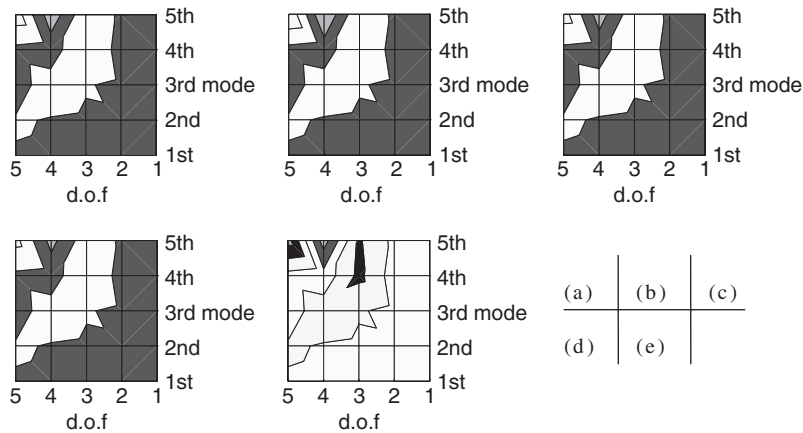 5th
4th
3rd mode
2nd
1st
5 4 3 2 1
d.o.f
5th
4th
3rd mode
2nd
1st
5 4 3 2 1
d.o.f
5th
4th
3rd mode
2nd
1st
5 4 3 2 1
d.o.f
5th
4th
3rd mode
2nd
1st
5 4 3 2 1
d.o.f
5th
4th
3rd mode
2nd
1st
5 4 3 2 1
d.o.f
(a) (b) (c)
(d) (e)